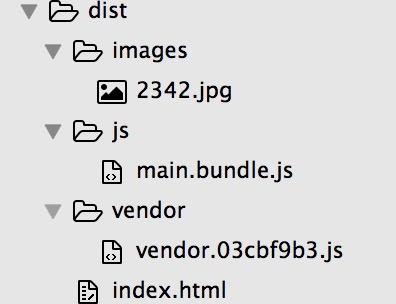 dist
images
2342.jpg
js
main.bundle.js
vendor
vendor.03cbf9b3.js
index.html